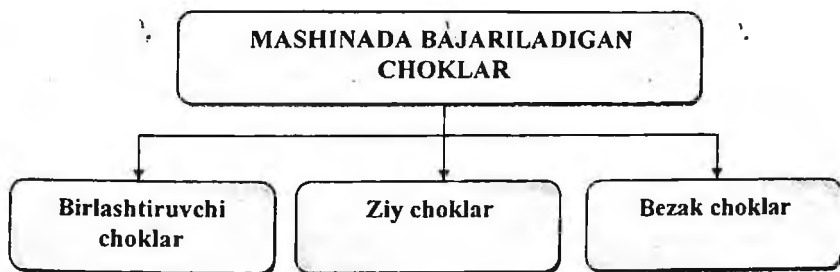 MASHINADA BAJARILADIGAN
CHOKLAR
Birlashtiruvchi
choklar
Ziy choklar
Bezak choklar